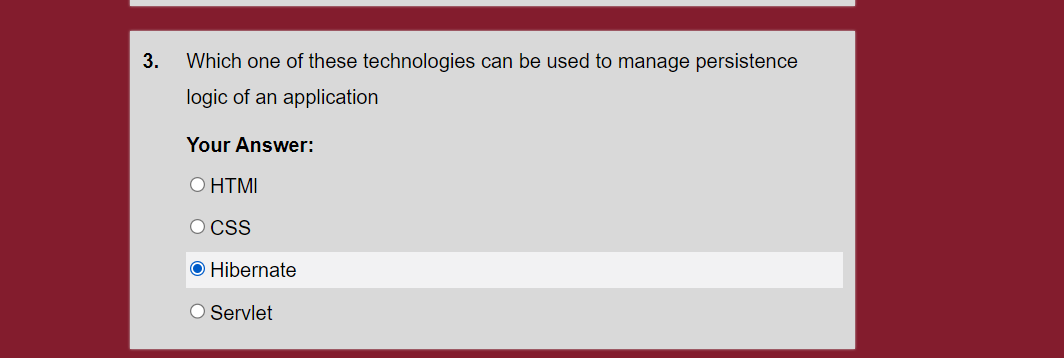 3. Which one of these technologies can be used to manage persistence
logic of an application
Your Answer:
HTMl
CSS
Hibernate
Servlet